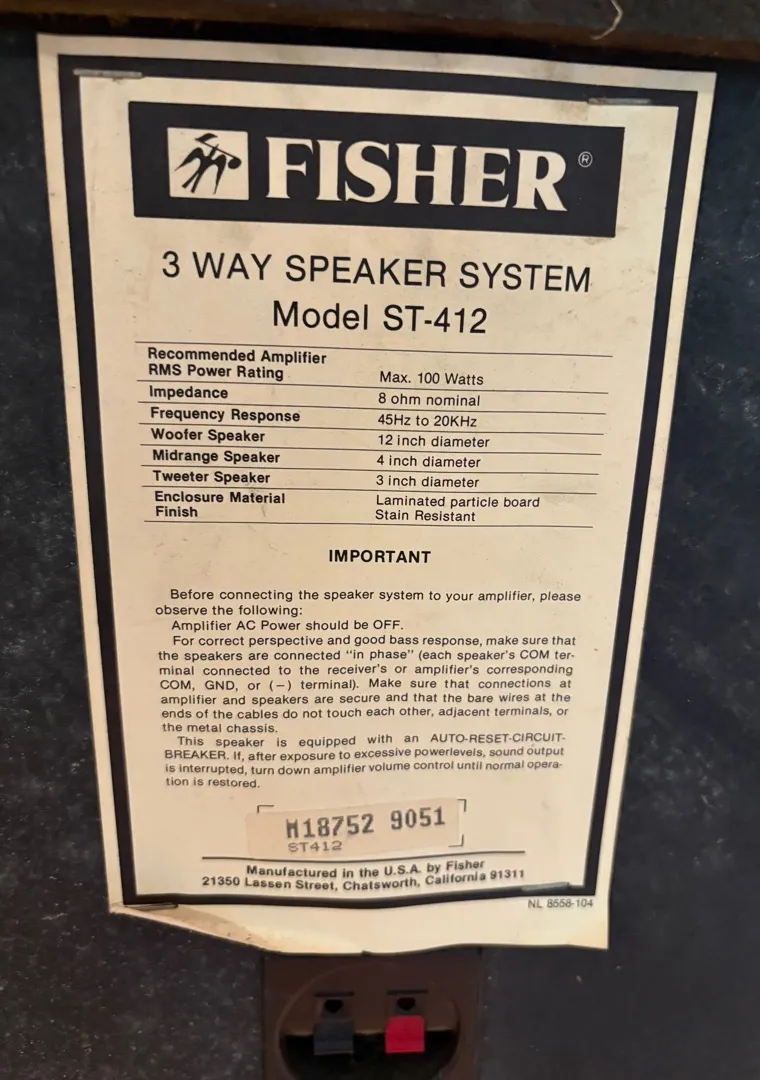 FISHER®
3 WAY SPEAKER SYSTEM
Model ST-412
Recommended Amplifier
RMS Power Rating Max. 100 Watts
Impedance 8 ohm nominal
Frequency Response 45Hz to 20KHz
Woofer Speaker 12 inch diameter
Midrange Speaker 4 inch diameter
Tweeter Speaker 3 inch diameter
Enclosure Material Laminated particle board
Finish Stain Resistant
IMPORTANT
Before connecting the speaker system to your amplifier, please
observe the following:
Amplifier AC Power should be OFF.
For correct perspective and good bass response, make sure that
the speakers are connected "in phase" (each speaker's COM ter-
minal connected to the receiver's or amplifier's corresponding
COM, GND, or (−) terminal). Make sure that connections at
amplifier and speakers are secure and that the bare wires at the
ends of the cables do not touch each other, adjacent terminals, or
the metal chassis.
This speaker is equipped with an AUTO-RESET-CIRCUIT-
BREAKER. If, after exposure to excessive powerlevels, sound output
is interrupted, turn down amplifier volume control until normal opera-
tion is restored.
M18752 9051
ST412
Manufactured in the U.S.A. by Fisher
21350 Lassen Street, Chatsworth, California 91311
NL 8558-104